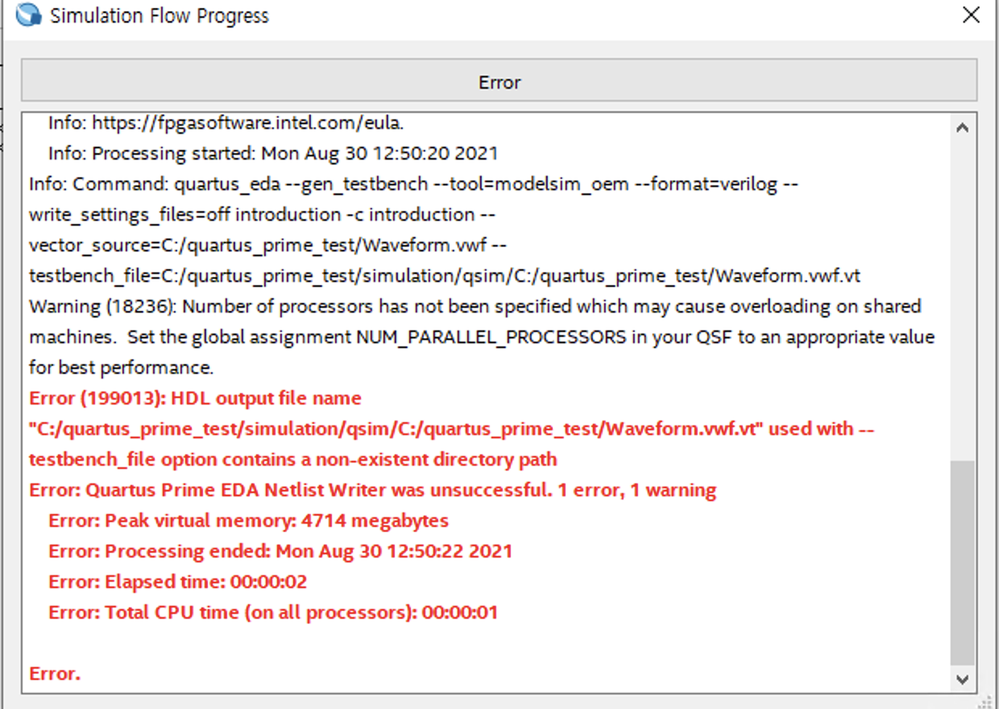 Simulation Flow Progress
Error
Info: https://fpgasoftware.intel.com/eula.
Info: Processing started: Mon Aug 30 12:50:20 2021
Info: Command: quartus_eda --gen_testbench --tool=modelsim_oem --format=verilog --
write_settings_files=off introduction -c introduction --
vector_source=C:/quartus_prime_test/Waveform.vwf --
testbench_file=C:/quartus_prime_test/simulation/qsim/C:/quartus_prime_test/Waveform.vwf.vt
Warning (18236): Number of processors has not been specified which may cause overloading on shared
machines.  Set the global assignment NUM_PARALLEL_PROCESSORS in your QSF to an appropriate value
for best performance.
Error (199013): HDL output file name
"C:/quartus_prime_test/simulation/qsim/C:/quartus_prime_test/Waveform.vwf.vt" used with --
testbench_file option contains a non-existent directory path
Error: Quartus Prime EDA Netlist Writer was unsuccessful. 1 error, 1 warning
Error: Peak virtual memory: 4714 megabytes
Error: Processing ended: Mon Aug 30 12:50:22 2021
Error: Elapsed time: 00:00:02
Error: Total CPU time (on all processors): 00:00:01
Error.